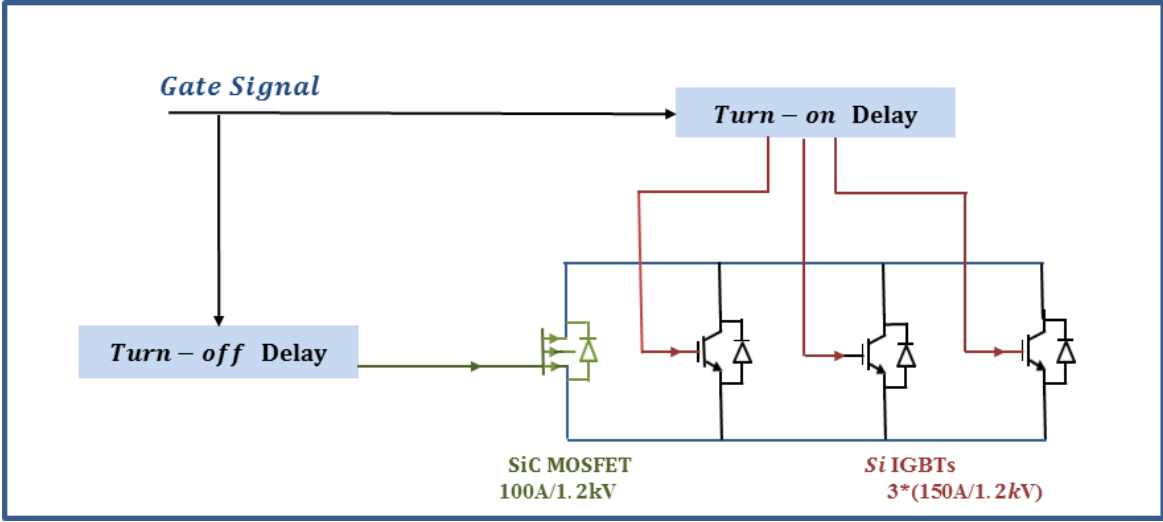 Gate Signal
Turn − on Delay
Turn − off Delay
SiC MOSFET
100A/1.2kV
Si IGBTs
3*(150A/1.2kV)